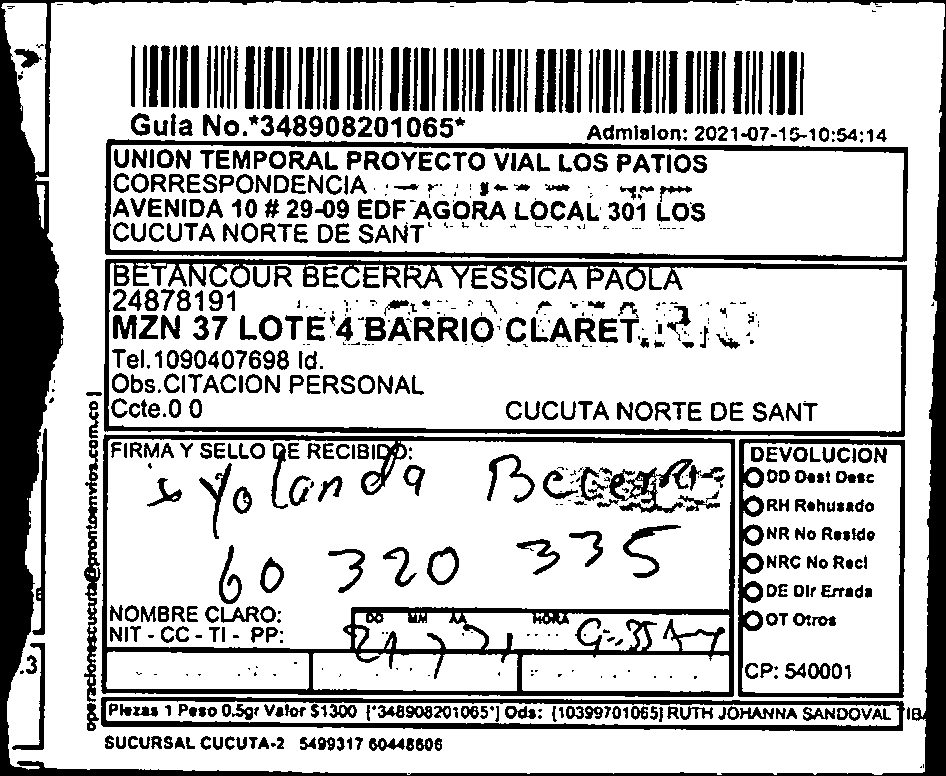 Guia No.*348908201065*
Admision: 2021-07-15-10:54:14
UNION TEMPORAL PROYECTO VIAL LOS PATIOS
CORRESPONDENCIA
AVENIDA 10 # 29-09 EDF AGORA LOCAL 301 LOS
CUCUTA NORTE DE SANT
BETANCOUR BECERRA YESSICA PAOLA
24878191
MZN 37 LOTE 4 BARRIO CLARET.
Tel.1090407698 Id.
Obs.CITACION PERSONAL
Ccte.0 0
CUCUTA NORTE DE SANT
operacionescucuta@prontoenvios.com.co
FIRMA Y SELLO DE RECIBIDO:
Yolanda Becerra
60 320 335
NOMBRE CLARO:
NIT - CC - TI - PP:
DD MM AA HORA
21 7 21
DEVOLUCION
DD Dest Desc
RH Rehusado
NR No Reside
NRC No Recl
DE Dir Errada
OT Otros
CP: 540001
Piezas 1 Peso 0.5gr Valor $1300 [*348908201065*] Ods: [10399701065] RUTH JOHANNA SANDOVAL TIBA
SUCURSAL CUCUTA-2 5499317 60448606